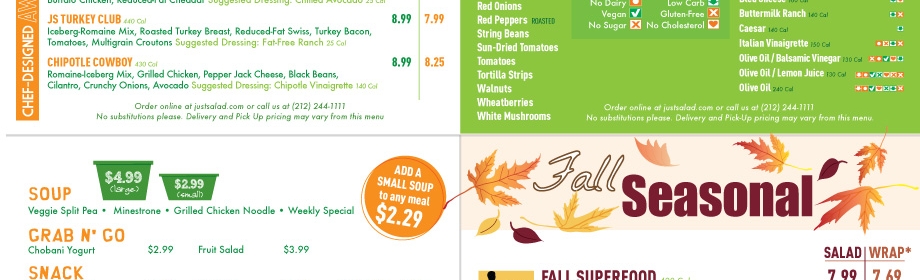 CHEF-DESIGNED
JS TURKEY CLUB 440 Cal 8.99 7.99
Iceberg-Romaine Mix, Roasted Turkey Breast, Reduced-Fat Swiss, Turkey Bacon,
Tomatoes, Multigrain Croutons Suggested Dressing: Fat-Free Ranch 25 Cal
CHIPOTLE COWBOY 430 Cal 8.99 8.25
Romaine-Iceberg Mix, Grilled Chicken, Pepper Jack Cheese, Black Beans,
Cilantro, Crunchy Onions, Avocado Suggested Dressing: Chipotle Vinaigrette 140 Cal
Order online at justsalad.com or call us at (212) 244-1111
No substitutions please. Delivery and Pick Up pricing may vary from this menu
Red Onions
Red Peppers ROASTED
String Beans
Sun-Dried Tomatoes
Tomatoes
Tortilla Strips
Walnuts
Wheatberries
White Mushrooms
No Dairy Low Carb
Vegan Gluten-Free
No Sugar No Cholesterol
Buttermilk Ranch 140 Cal
Caesar 140 Cal
Italian Vinaigrette 150 Cal
Olive Oil / Balsamic Vinegar 130 Cal
Olive Oil / Lemon Juice 130 Cal
Olive Oil 240 Cal
Order online at justsalad.com or call us at (212) 244-1111
No substitutions please. Delivery and Pick Up pricing may vary from this menu.
SOUP
$4.99
(large)
$2.99
(small)
Veggie Split Pea • Minestrone • Grilled Chicken Noodle • Weekly Special
ADD A
SMALL SOUP
to any meal
$2.29
GRAB N' GO
Chobani Yogurt $2.99 Fruit Salad $3.99
SNACK
Fall Seasonal
SALAD WRAP*
FALL SUPERFOOD 7.99 7.69